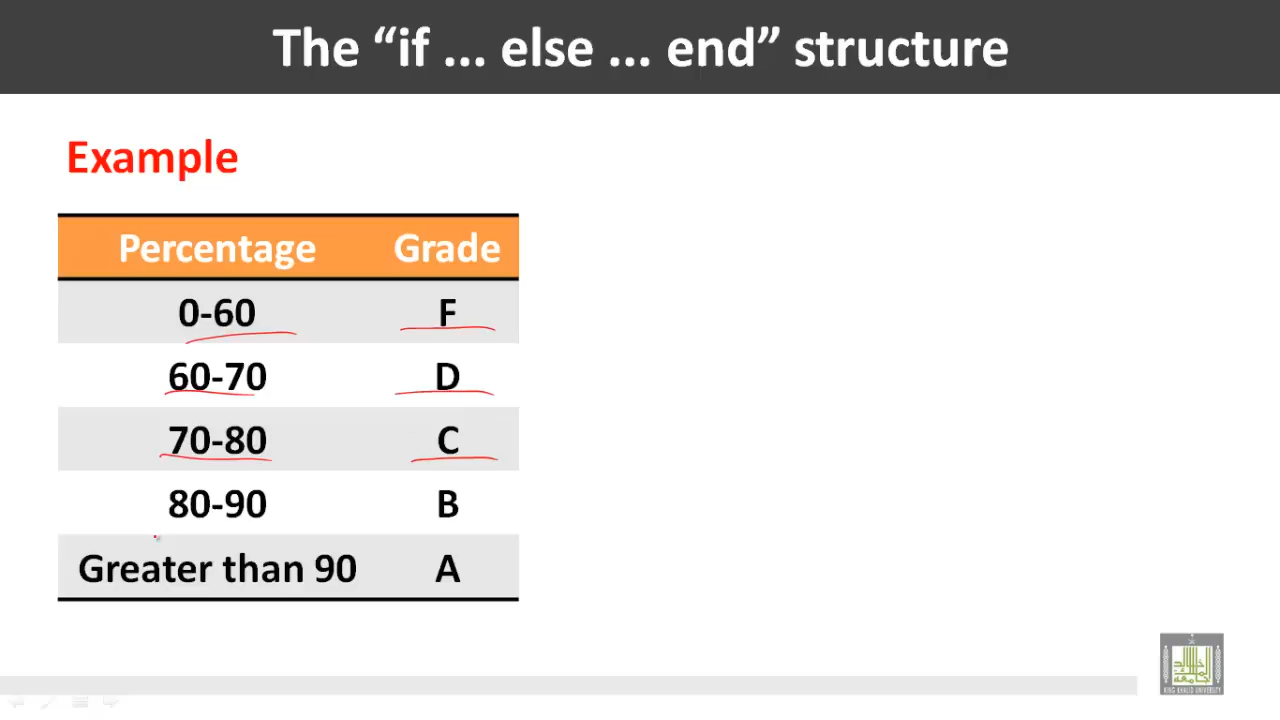 The “if ... else ... end” structure
Example
Percentage Grade
0-60 F
60-70 D
70-80 C
80-90 B
Greater than 90 A
KING KHALID UNIVERSITY